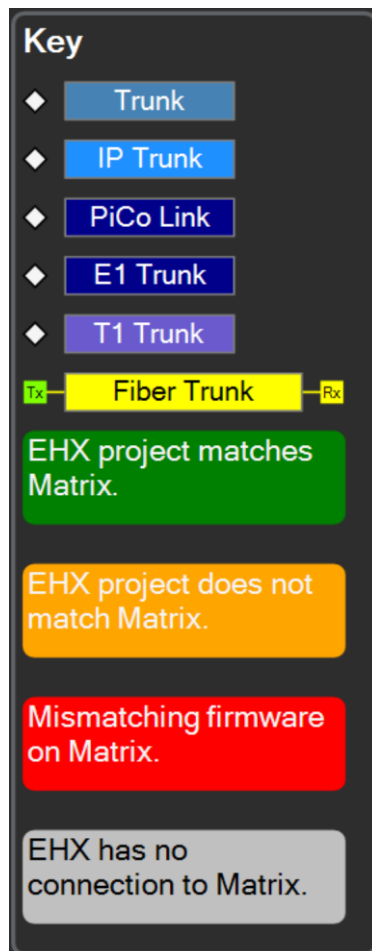 Key
Trunk
IP Trunk
PiCo Link
E1 Trunk
T1 Trunk
Tx Fiber Trunk Rx
EHX project matches
Matrix.
EHX project does not
match Matrix.
Mismatching firmware
on Matrix.
EHX has no
connection to Matrix.